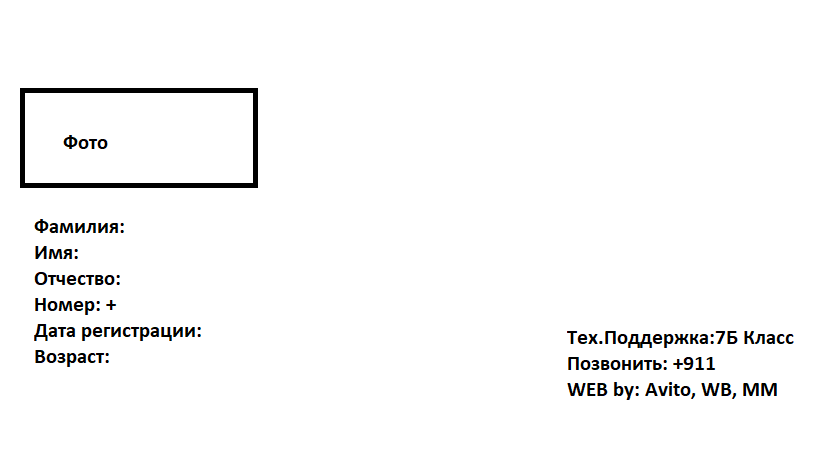 Фото
Фамилия:
Имя:
Отчество:
Номер: +
Дата регистрации:
Возраст:
Тех.Поддержка:7Б Класс
Позвонить: +911
WEB by: Avito, WB, MM